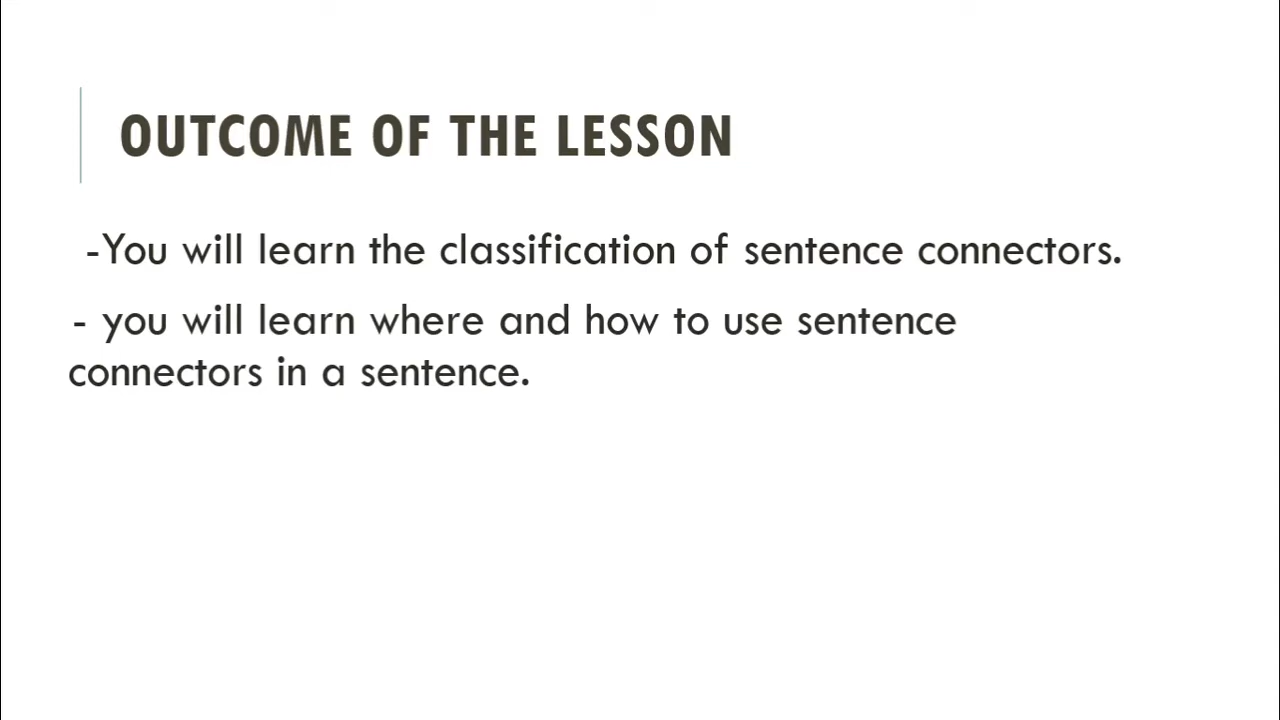 OUTCOME OF THE LESSON
-You will learn the classification of sentence connectors.
- you will learn where and how to use sentence
connectors in a sentence.